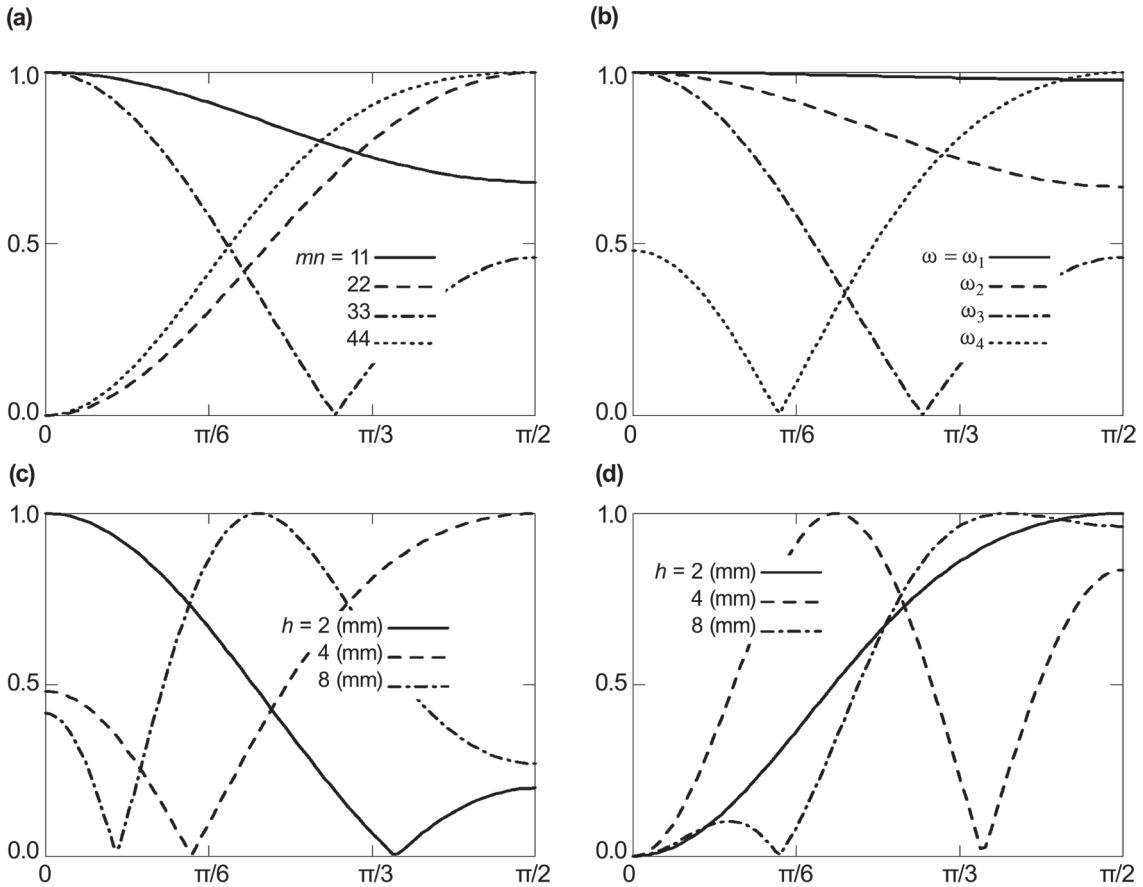 (a)
1.0
0.5
0.0
mn = 11
22
33
44
0 π/6 π/3 π/2
(b)
1.0
0.5
0.0
ω = ω1
ω2
ω3
ω4
0 π/6 π/3 π/2
(c)
1.0
0.5
0.0
h = 2 (mm)
4 (mm)
8 (mm)
0 π/6 π/3 π/2
(d)
1.0
0.5
0.0
h = 2 (mm)
4 (mm)
8 (mm)
0 π/6 π/3 π/2